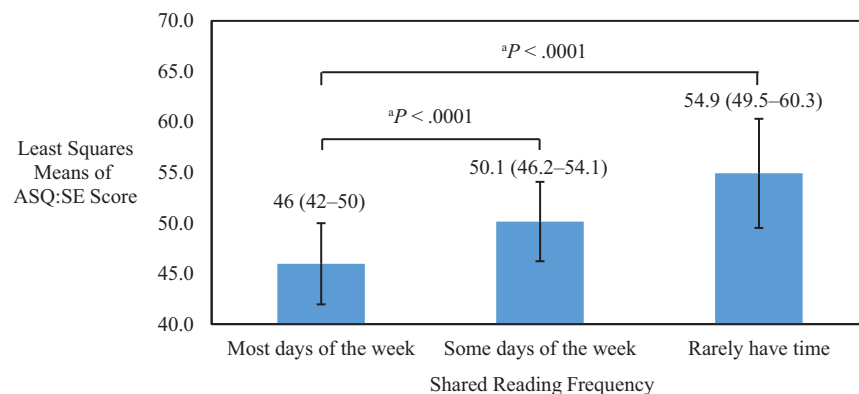 70.0
65.0
60.0
55.0
50.0
45.0
40.0
Least Squares
Means of
ASQ:SE Score
ᵃP < .0001
ᵃP < .0001
46 (42–50)
50.1 (46.2–54.1)
54.9 (49.5–60.3)
Most days of the week
Some days of the week
Rarely have time
Shared Reading Frequency